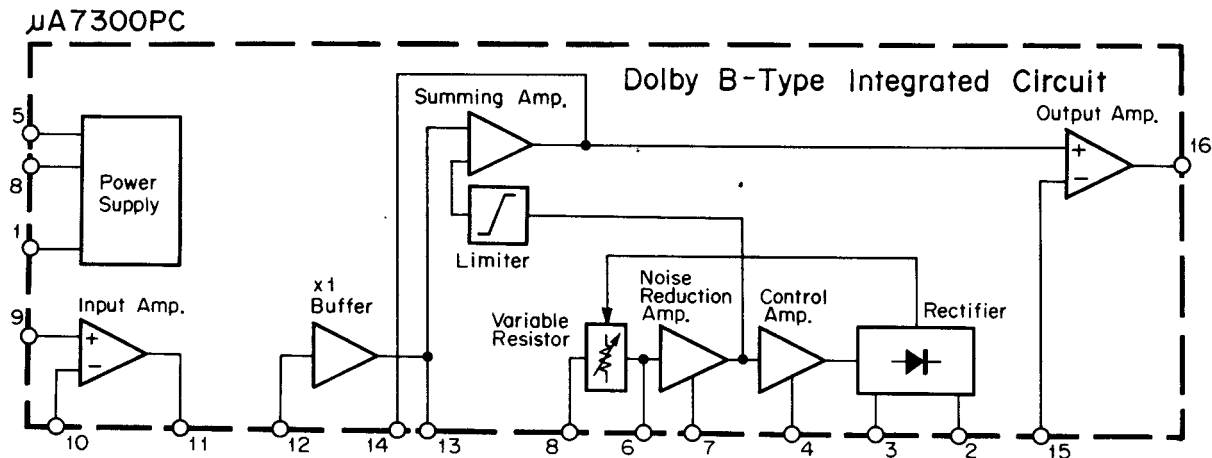 μA7300PC
Dolby B-Type Integrated Circuit
Summing Amp.
Output Amp.
5
8
1
Power
Supply
+
−
16
Limiter
Input Amp.
9
+
−
x1
Buffer
Variable
Resistor
Noise
Reduction
Amp.
Control
Amp.
Rectifier
10
11
12
14
13
8
6
7
4
3
2
15